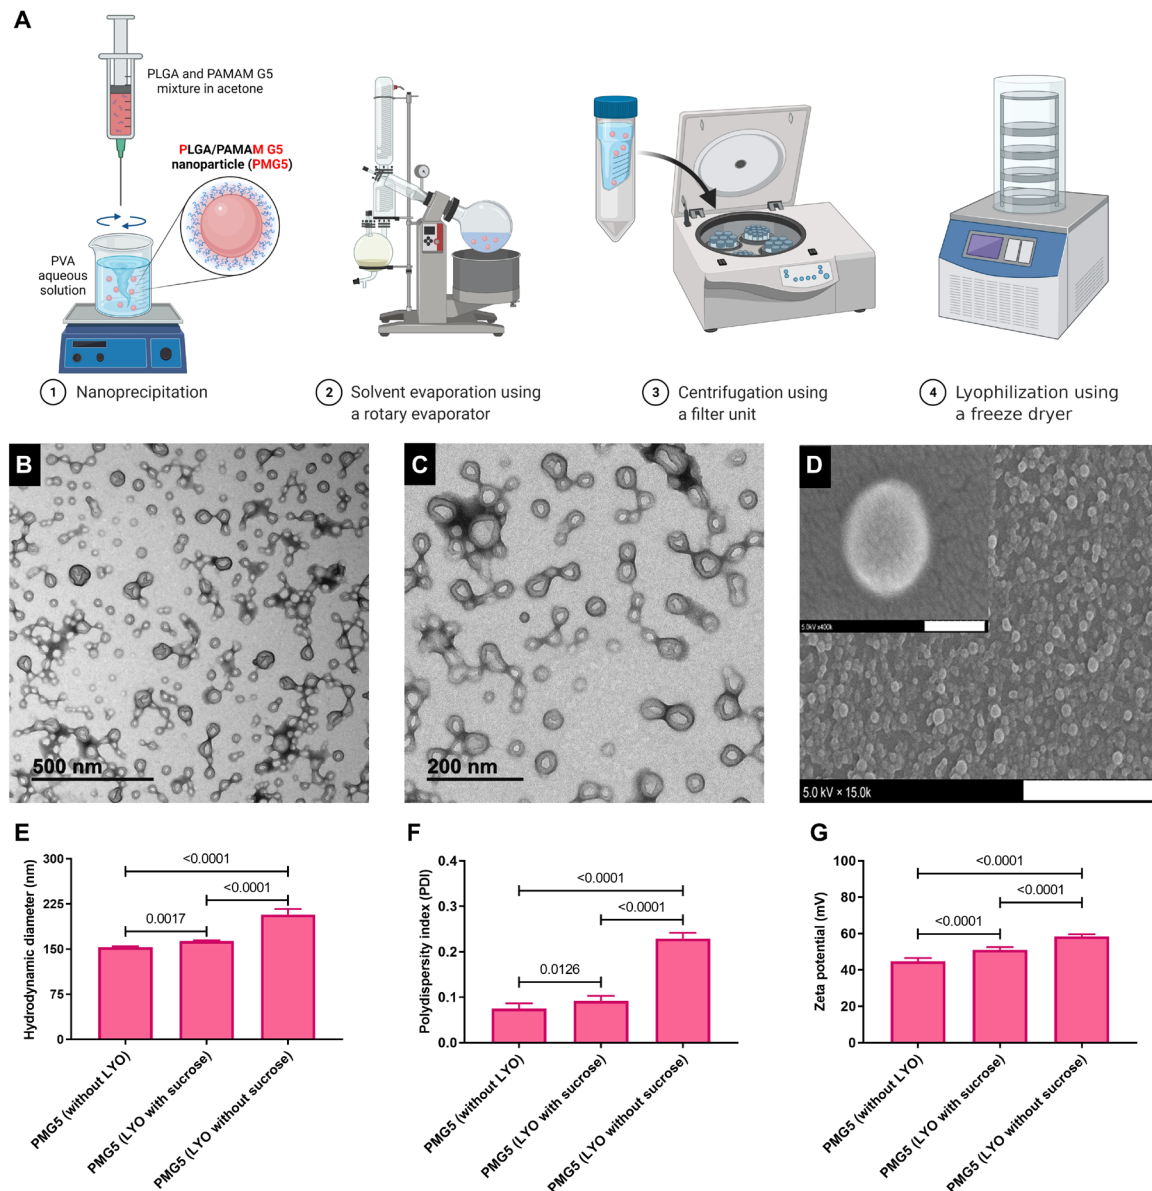 A
PLGA and PAMAM G5
mixture in acetone
PLGA/PAMAM G5
nanoparticle (PMG5)
PVA
aqueous
solution
1 Nanoprecipitation
2 Solvent evaporation using
a rotary evaporator
3 Centrifugation using
a filter unit
4 Lyophilization using
a freeze dryer
B
500 nm
C
200 nm
D
5.0kV x400k
5.0 kV × 15.0k
E
Hydrodynamic diameter (nm)
300
225
150
75
0
<0.0001
<0.0001
0.0017
PMG5 (without LYO)
PMG5 (LYO with sucrose)
PMG5 (LYO without sucrose)
F
Polydispersity index (PDI)
0.4
0.3
0.2
0.1
0.0
<0.0001
<0.0001
0.0126
PMG5 (without LYO)
PMG5 (LYO with sucrose)
PMG5 (LYO without sucrose)
G
Zeta potential (mV)
100
80
60
40
20
0
<0.0001
<0.0001
<0.0001
PMG5 (without LYO)
PMG5 (LYO with sucrose)
PMG5 (LYO without sucrose)